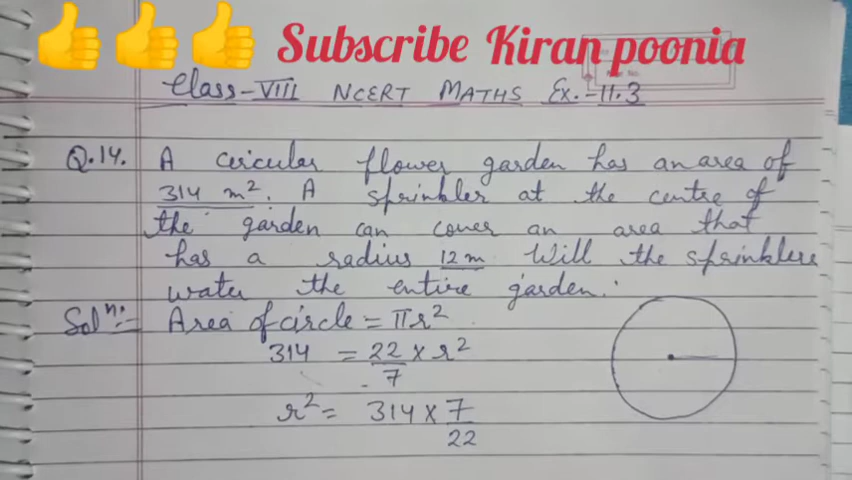 👍👍👍 Subscribe Kiran poonia
Class-VIII NCERT MATHS Ex.-11.3
Q.14. A circular flower garden has an area of
314 m². A sprinkler at the centre of
the garden can cover an area that
has a radius 12 m Will the sprinklere
water the entire garden.
Solⁿ:- Area of circle = πr²
314 = 22/7 × r²
r² = 314 × 7/22